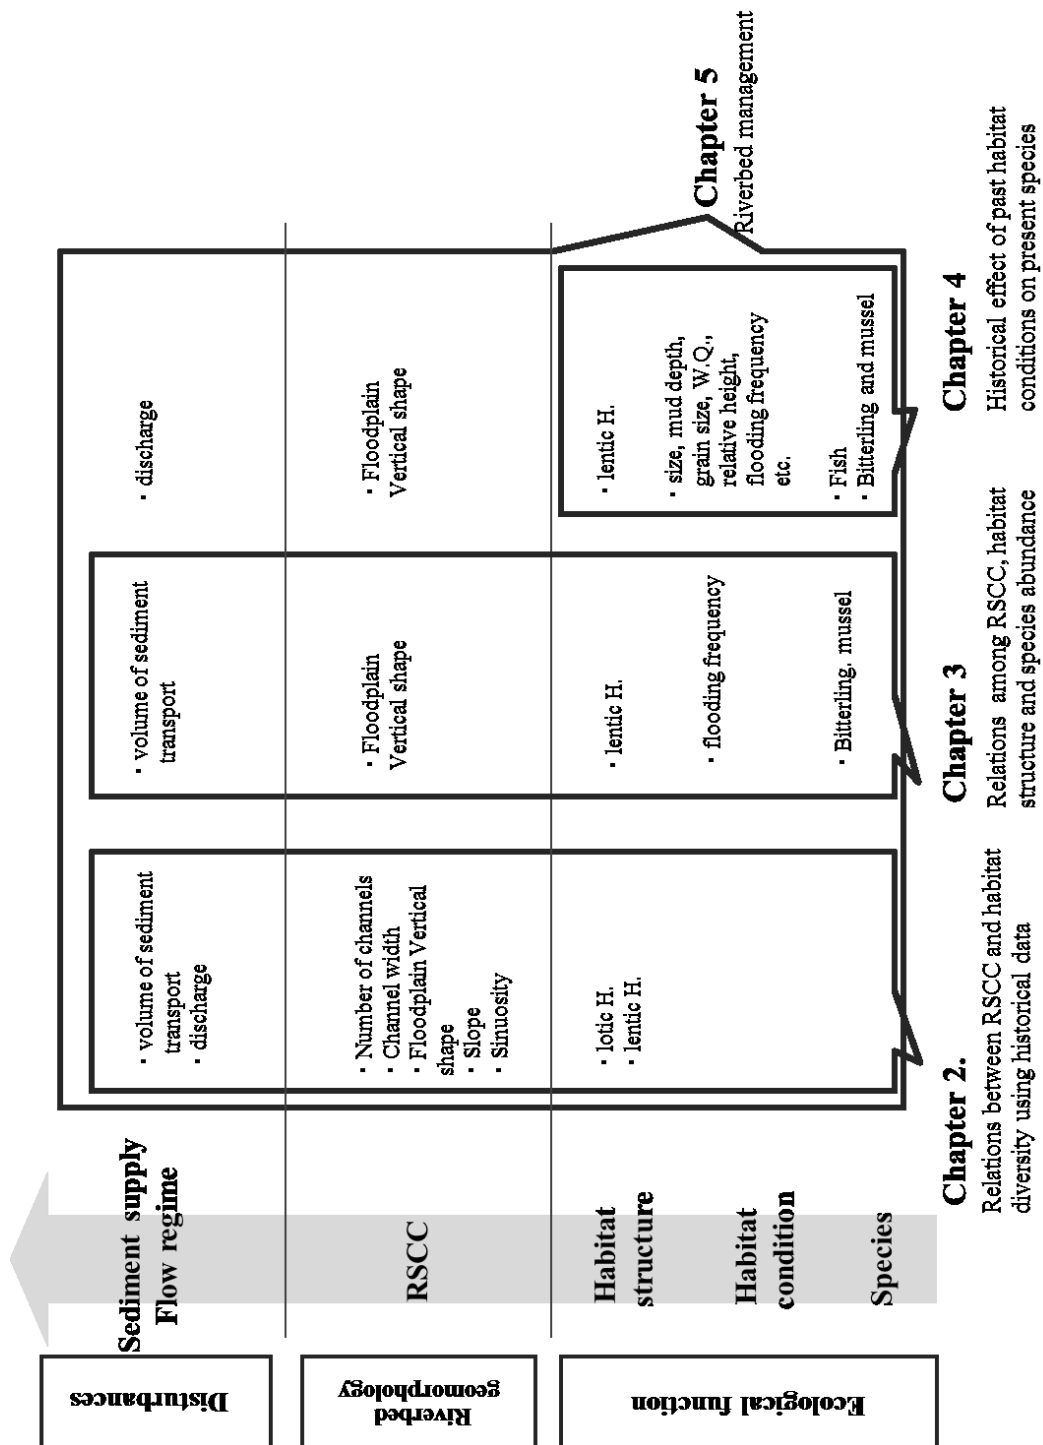 Disturbances
Sediment supply
Flow regime
· volume of sediment
transport
· discharge
· volume of sediment
transport
· discharge
Riverbed
geomorphology
RSCC
· Number of channels
· Channel width
· Floodplain Vertical
shape
· Slope
· Sinuosity
· Floodplain
Vertical shape
· Floodplain
Vertical shape
Ecological function
Habitat
structure
Habitat
condition
Species
· lotic H.
· lentic H.
· lentic H.
· flooding frequency
· Bitterling. mussel
· lentic H.
· size, mud depth,
grain size, W.Q.,
relative height,
flooding frequency
etc.
· Fish
· Bitterling and mussel
Chapter 2.
Relations between RSCC and habitat
diversity using historical data
Chapter 3
Relations among RSCC, habitat
structure and species abundance
Chapter 4
Historical effect of past habitat
conditions on present species
Chapter 5
Riverbed management